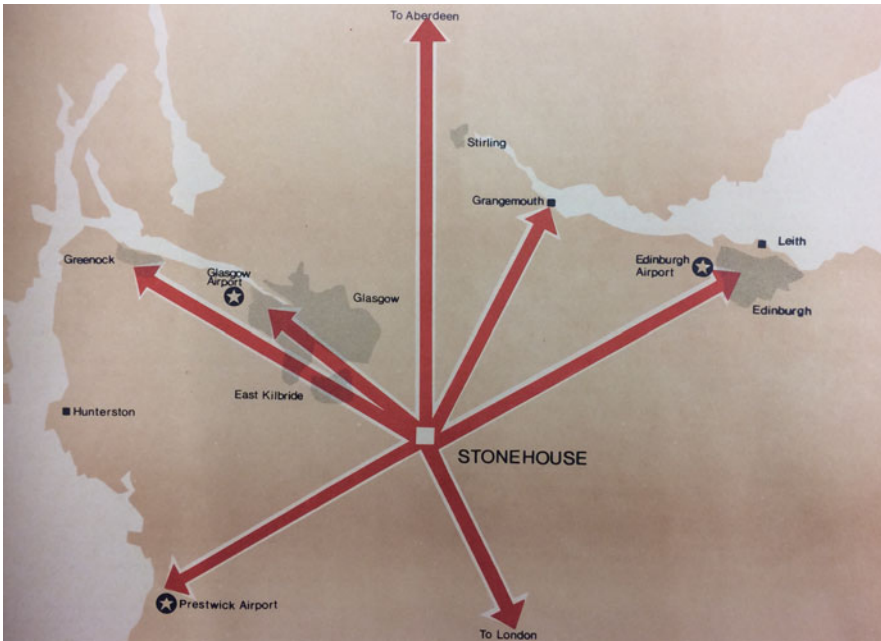 To Aberdeen
Stirling
Grangemouth
Leith
Greenock
Glasgow
Airport
Edinburgh
Airport
Glasgow
Edinburgh
East Kilbride
Hunterston
STONEHOUSE
Prestwick Airport
To London